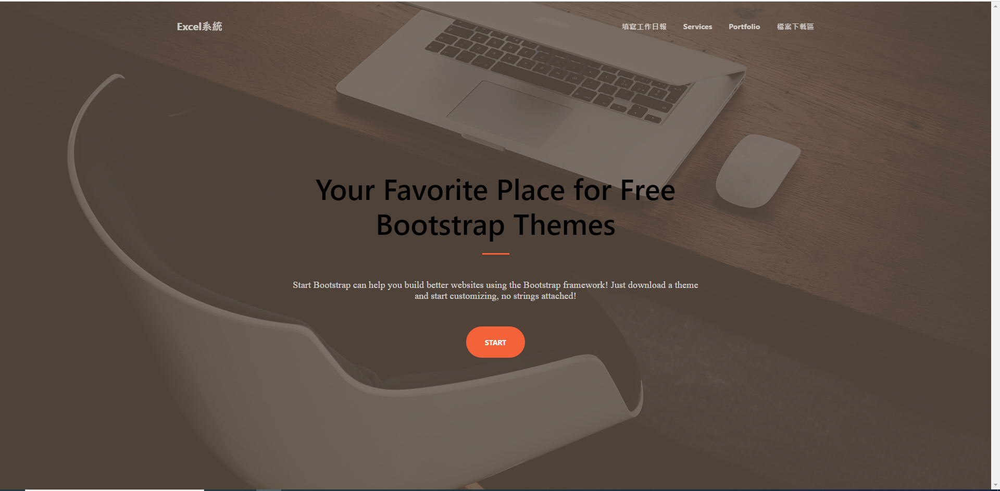 Excel系統
填寫工作日報 Services Portfolio 檔案下載區
Your Favorite Place for Free
Bootstrap Themes
Start Bootstrap can help you build better websites using the Bootstrap framework! Just download a theme
and start customizing, no strings attached!
START